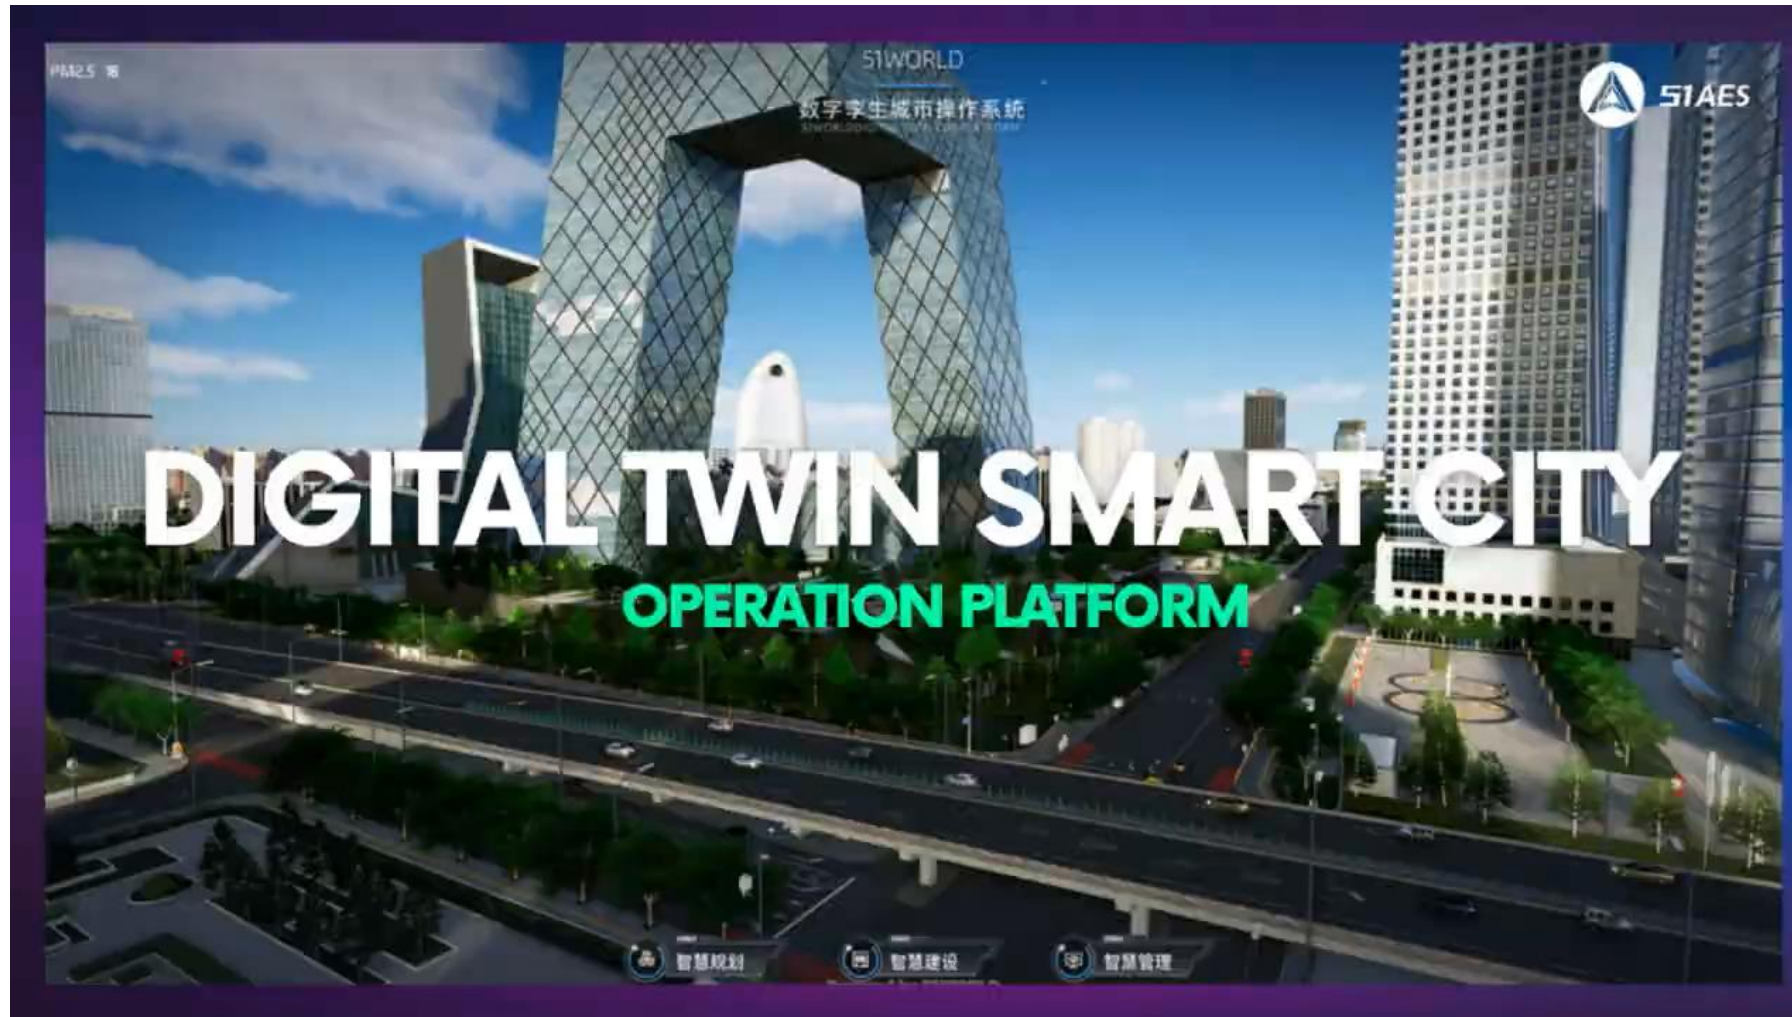 PM2.5 16
51WORLD
数字孪生城市操作系统
51AES
DIGITAL TWIN SMART CITY
OPERATION PLATFORM
智慧规划
智慧建设
智慧管理